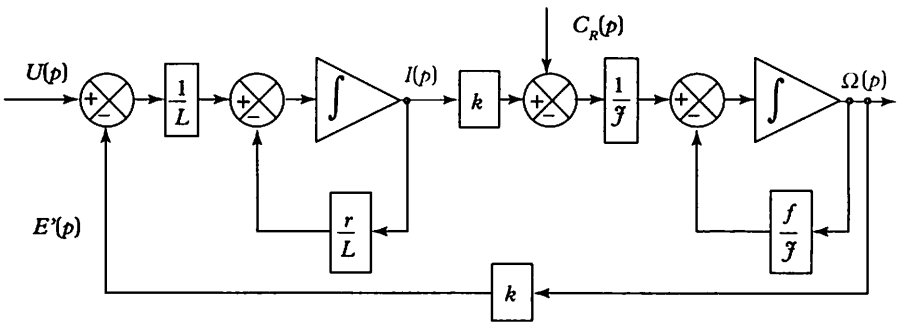 C_R(p)
U(p)
I(p)
Ω(p)
+
-
1/L
+
-
∫
k
+
-
1/𝒥
+
-
∫
r/L
f/𝒥
E'(p)
k